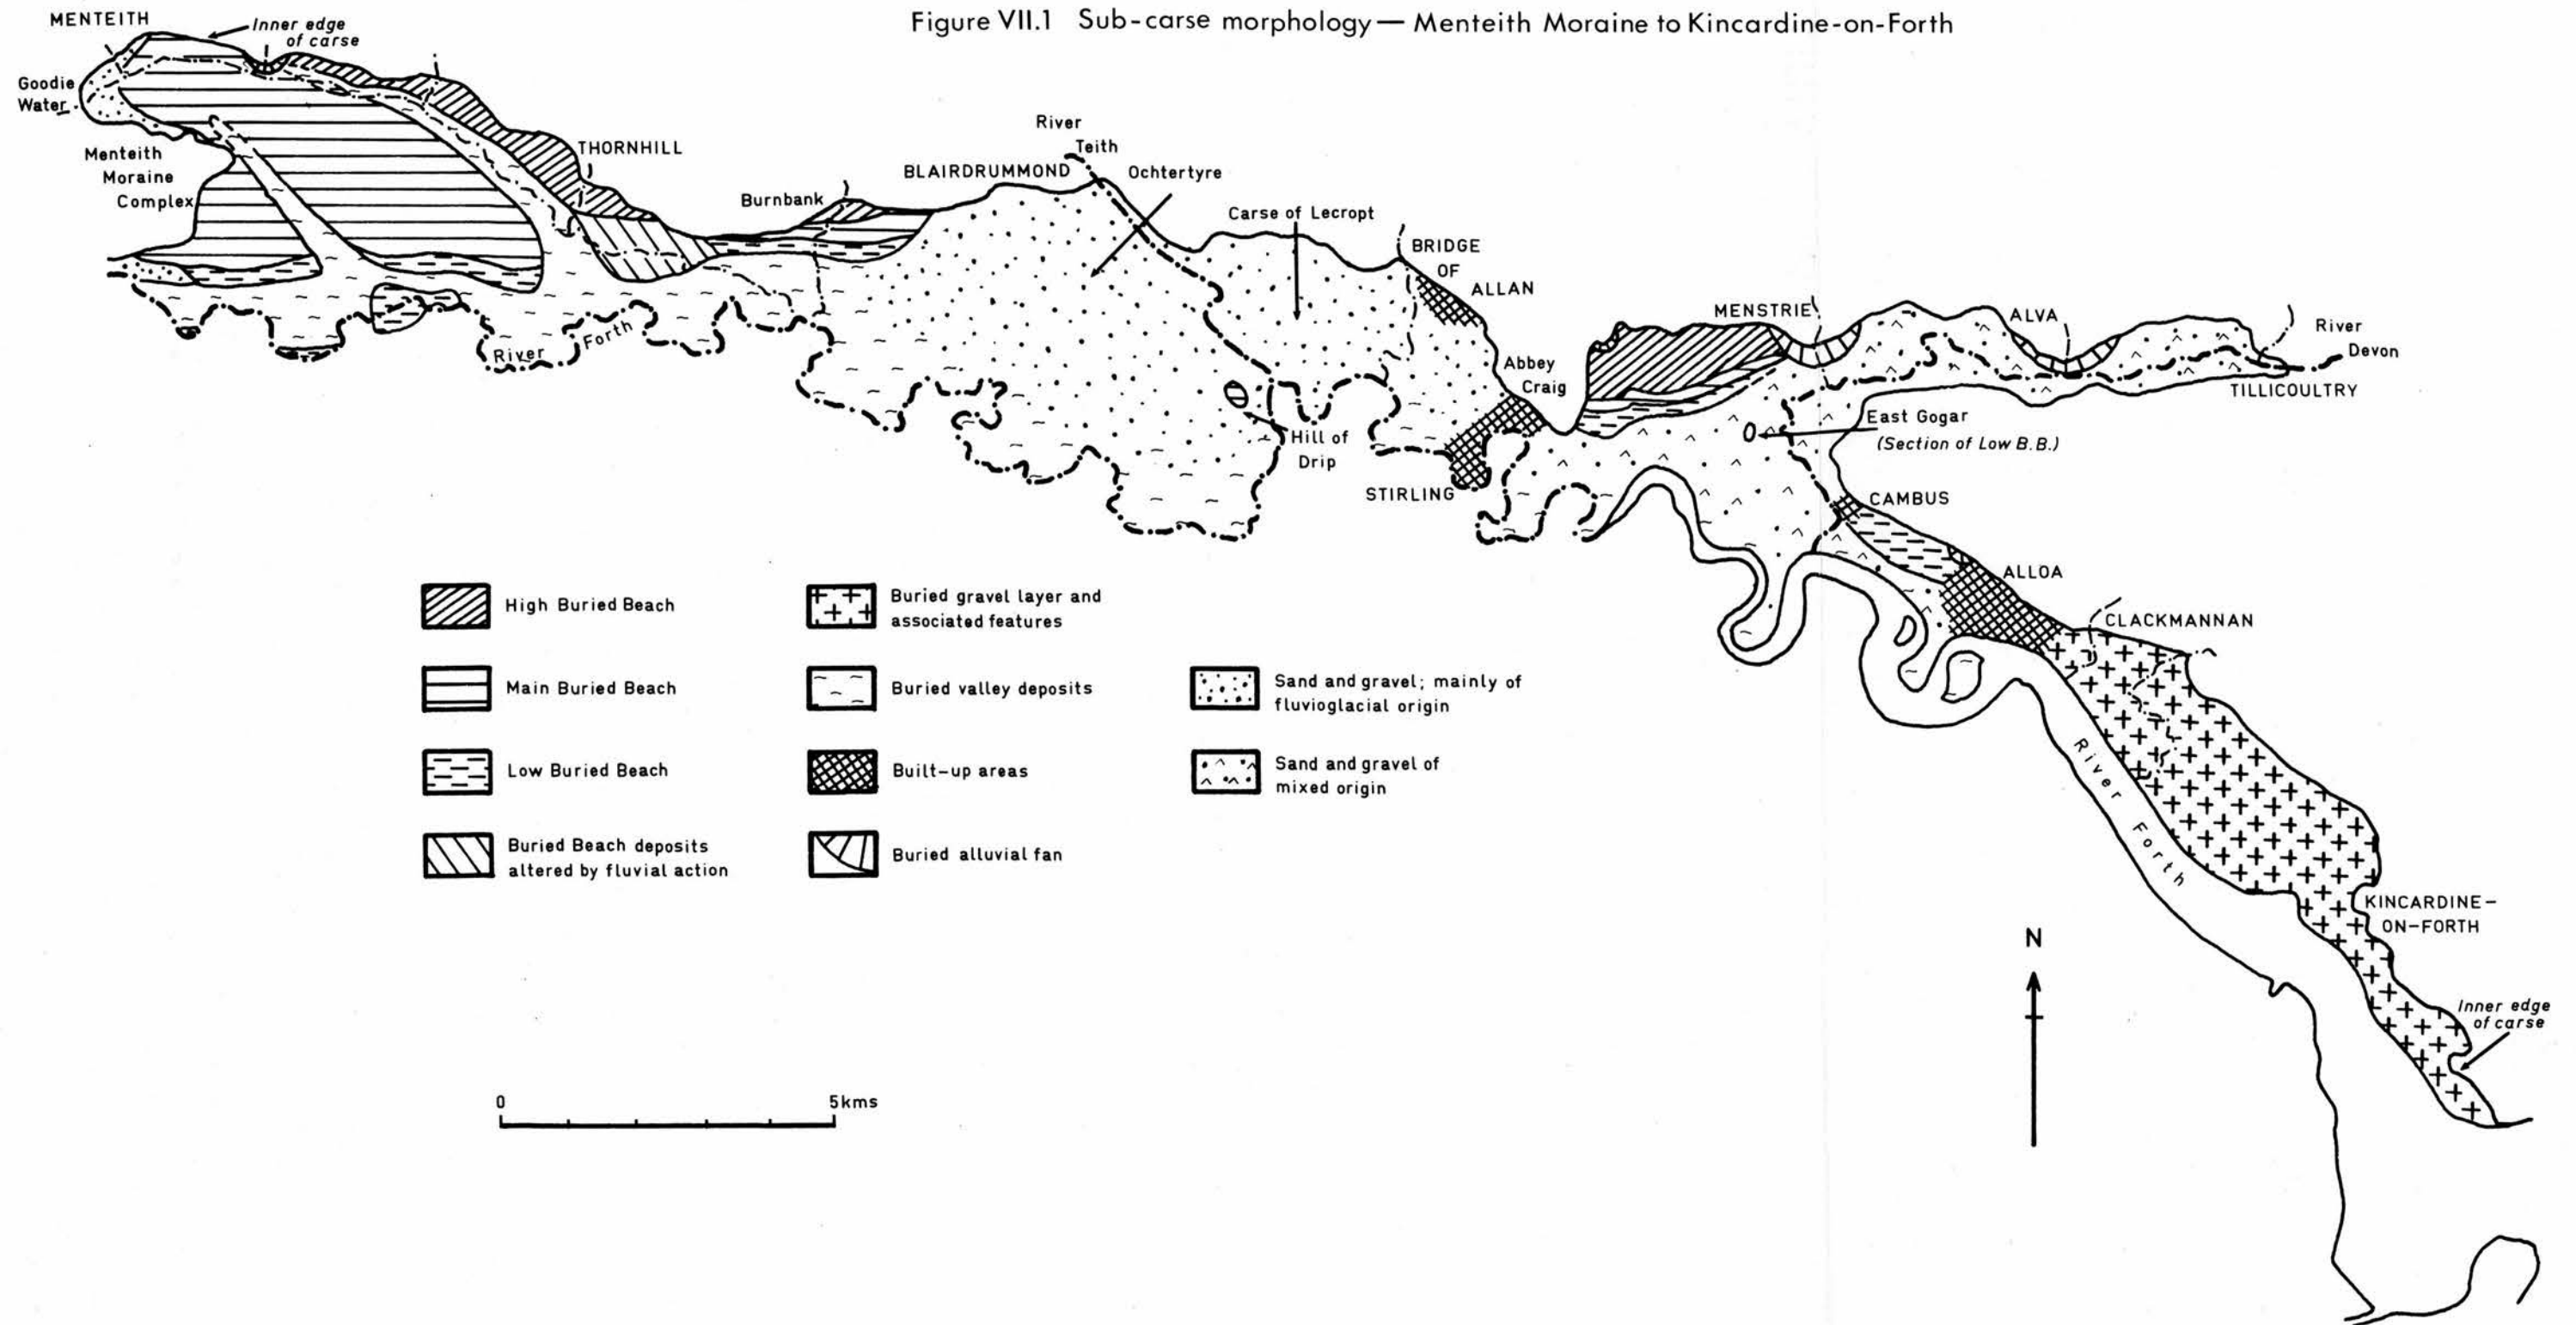 Figure VII.1 Sub-carse morphology — Menteith Moraine to Kincardine-on-Forth
MENTEITH
Inner edge
of carse
Goodie
Water
Menteith
Moraine
Complex
THORNHILL
Burnbank
BLAIRDRUMMOND
River
Teith
Ochtertyre
Carse of Lecropt
BRIDGE
OF
ALLAN
Abbey
Craig
MENSTRIE
ALVA
River
Devon
TILLICOULTRY
East Gogar
(Section of Low B.B.)
River Forth
Hill of
Drip
STIRLING
CAMBUS
ALLOA
CLACKMANNAN
River Forth
KINCARDINE–
ON–FORTH
Inner edge
of carse
High Buried Beach
Main Buried Beach
Low Buried Beach
Buried Beach deposits
altered by fluvial action
Buried gravel layer and
associated features
Buried valley deposits
Built–up areas
Buried alluvial fan
Sand and gravel; mainly of
fluvioglacial origin
Sand and gravel of
mixed origin
N
0 5kms